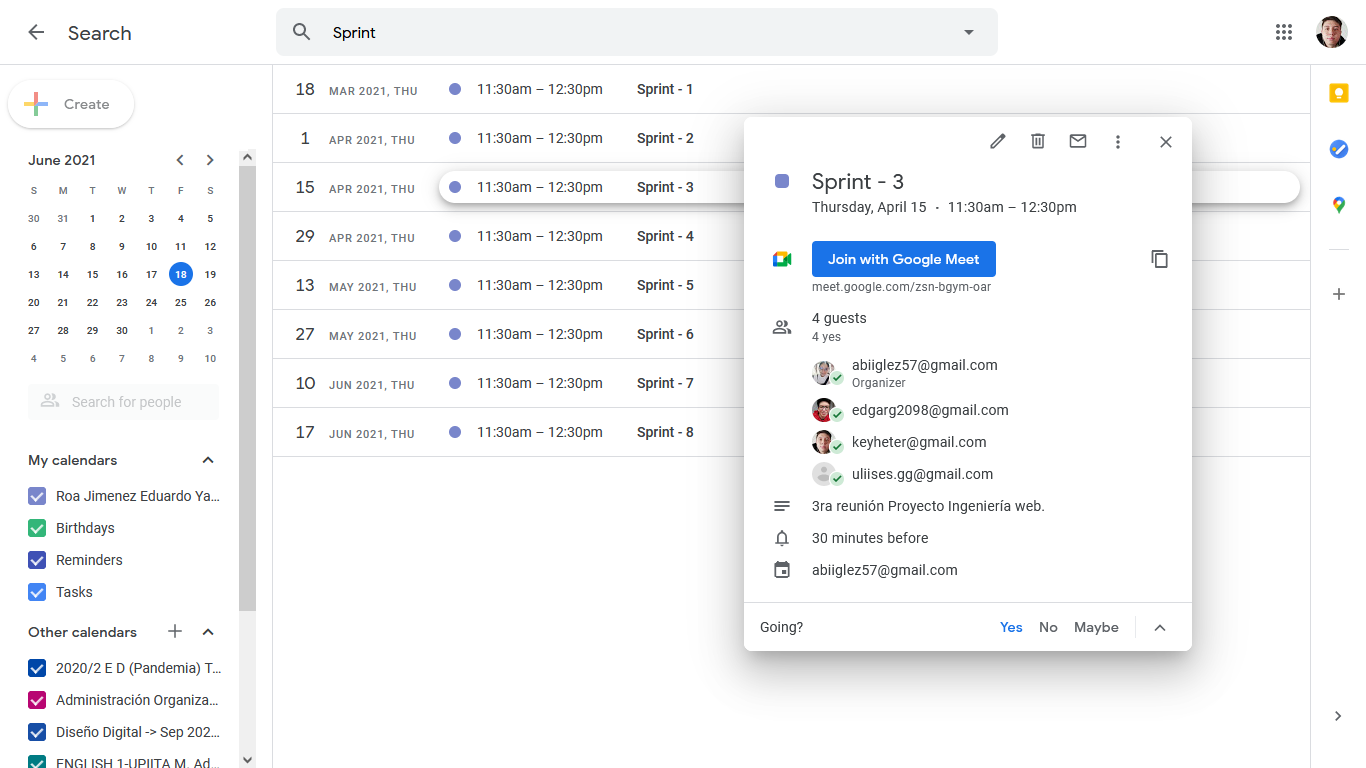 Search
Sprint
Create
June 2021
S M T W T F S
30 31 1 2 3 4 5
6 7 8 9 10 11 12
13 14 15 16 17 18 19
20 21 22 23 24 25 26
27 28 29 30 1 2 3
4 5 6 7 8 9 10
Search for people
My calendars
Roa Jimenez Eduardo Ya...
Birthdays
Reminders
Tasks
Other calendars
2020/2 E D (Pandemia) T...
Administración Organiza...
Diseño Digital -> Sep 202...
ENGLISH 1-UPIITA M. Ad...
18 MAR 2021, THU 11:30am – 12:30pm Sprint - 1
1 APR 2021, THU 11:30am – 12:30pm Sprint - 2
15 APR 2021, THU 11:30am – 12:30pm Sprint - 3
29 APR 2021, THU 11:30am – 12:30pm Sprint - 4
13 MAY 2021, THU 11:30am – 12:30pm Sprint - 5
27 MAY 2021, THU 11:30am – 12:30pm Sprint - 6
10 JUN 2021, THU 11:30am – 12:30pm Sprint - 7
17 JUN 2021, THU 11:30am – 12:30pm Sprint - 8
Sprint - 3
Thursday, April 15 · 11:30am – 12:30pm
Join with Google Meet
meet.google.com/zsn-bgym-oar
4 guests
4 yes
abiiglez57@gmail.com
Organizer
edgarg2098@gmail.com
keyheter@gmail.com
uliises.gg@gmail.com
3ra reunión Proyecto Ingeniería web.
30 minutes before
abiiglez57@gmail.com
Going?
Yes No Maybe